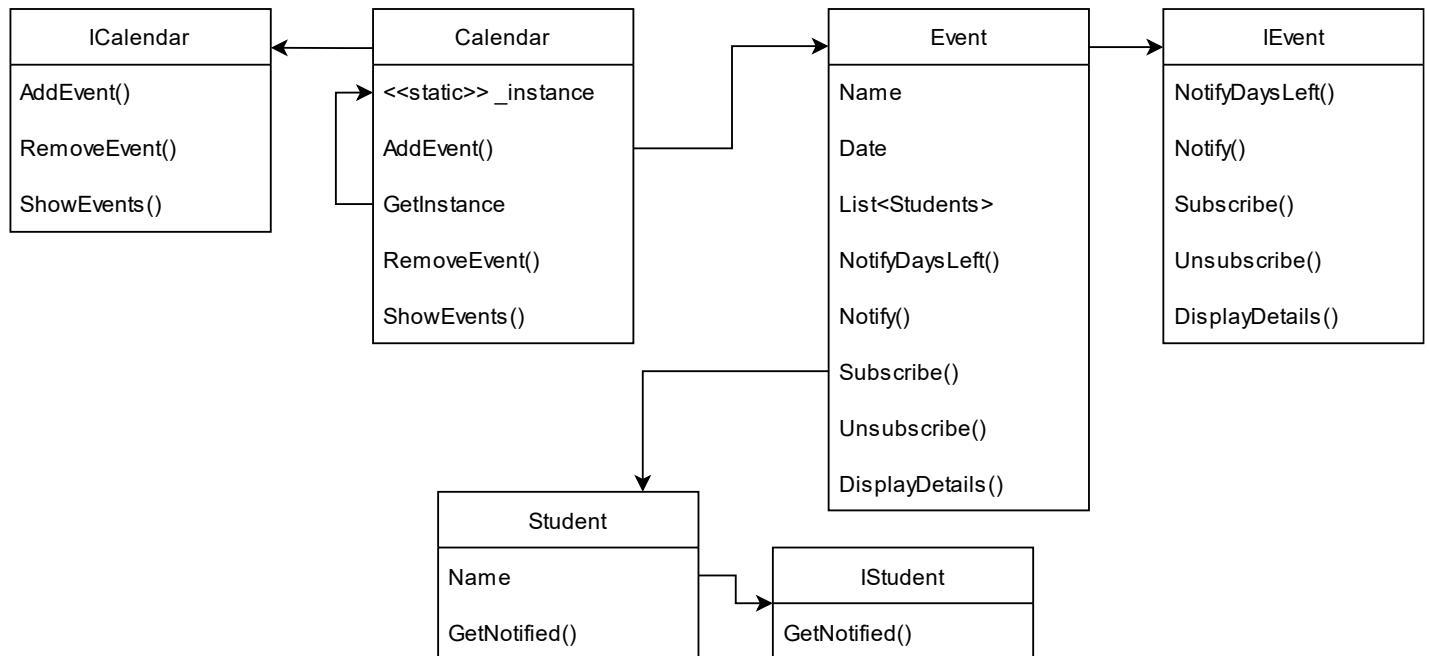 ICalendar
AddEvent()
RemoveEvent()
ShowEvents()
Calendar
<<static>> _instance
AddEvent()
GetInstance
RemoveEvent()
ShowEvents()
Event
Name
Date
List<Students>
NotifyDaysLeft()
Notify()
Subscribe()
Unsubscribe()
DisplayDetails()
IEvent
NotifyDaysLeft()
Notify()
Subscribe()
Unsubscribe()
DisplayDetails()
Student
Name
GetNotified()
IStudent
GetNotified()